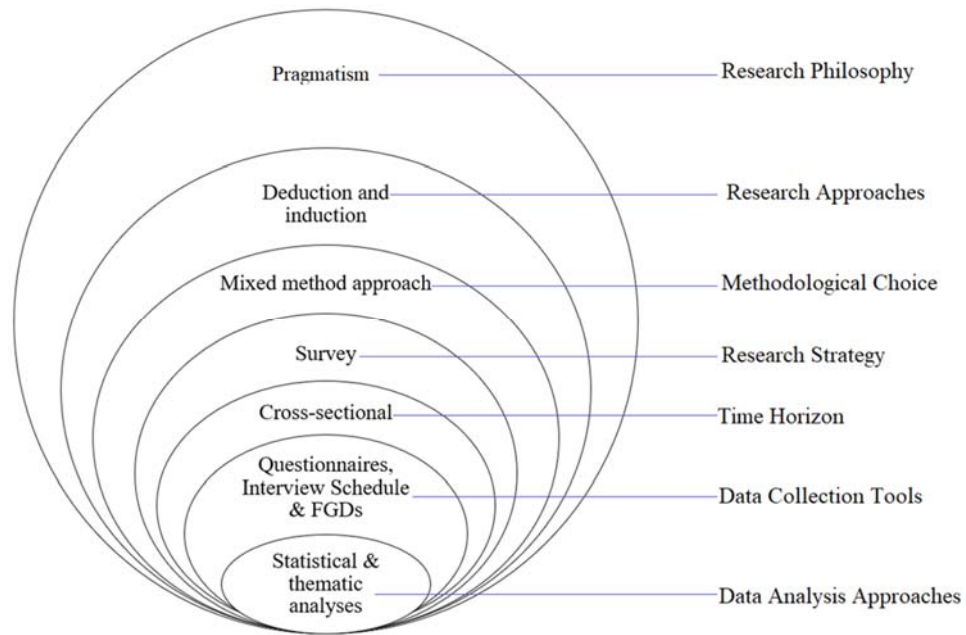 Pragmatism
Research Philosophy
Deduction and
induction
Research Approaches
Mixed method approach
Methodological Choice
Survey
Research Strategy
Cross-sectional
Time Horizon
Questionnaires,
Interview Schedule
& FGDs
Data Collection Tools
Statistical &
thematic
analyses
Data Analysis Approaches